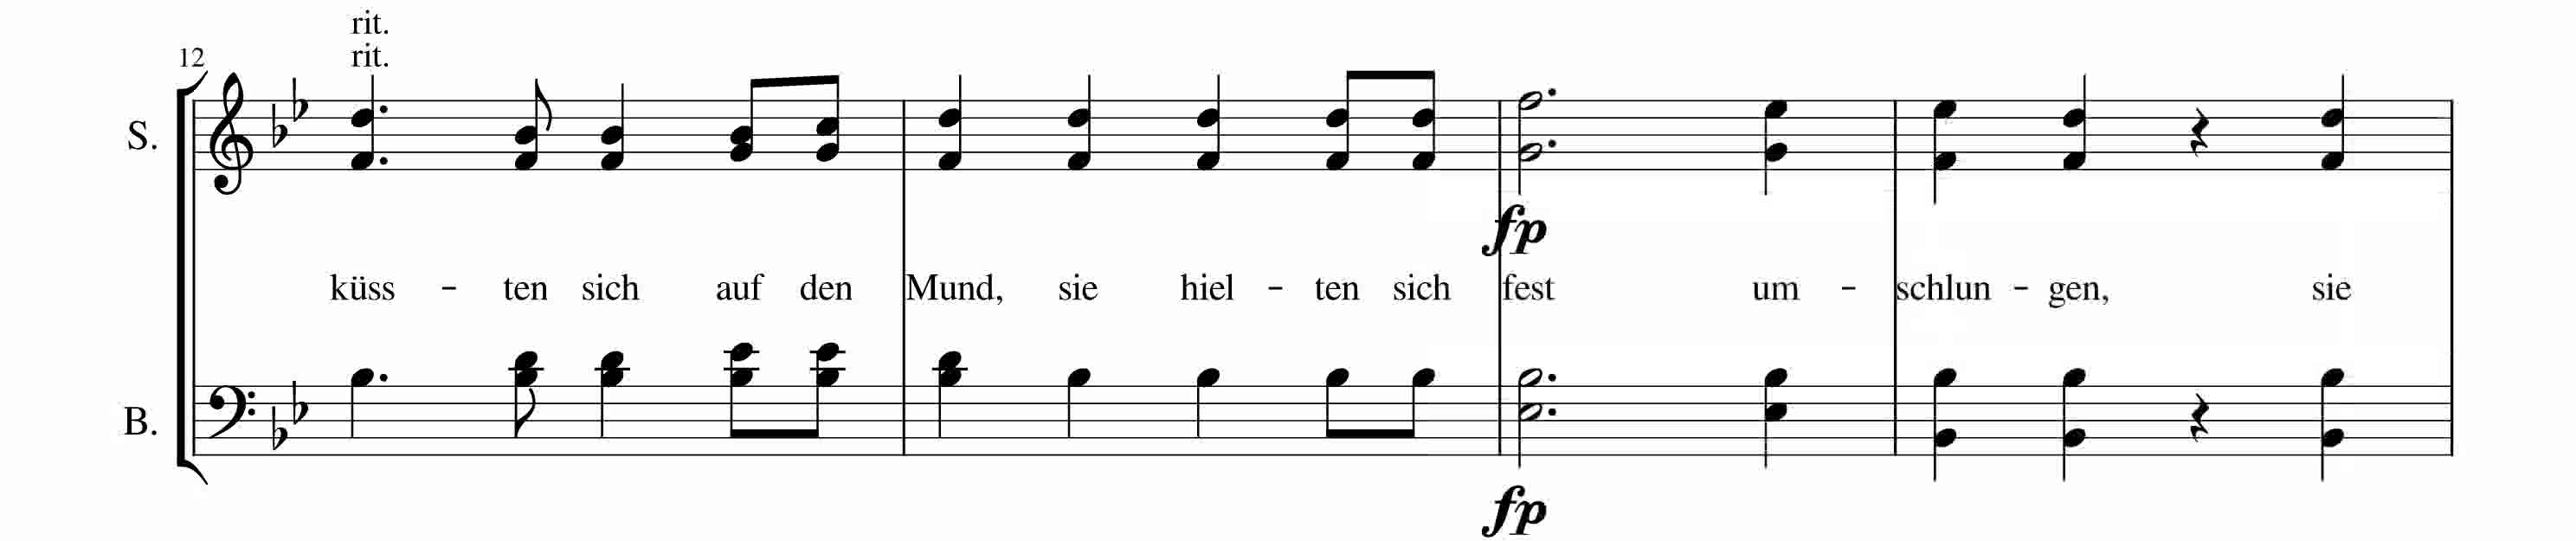 rit.
rit.
12
S.
fp
küss - ten sich auf den Mund, sie hiel - ten sich fest um - schlun - gen, sie
B.
fp